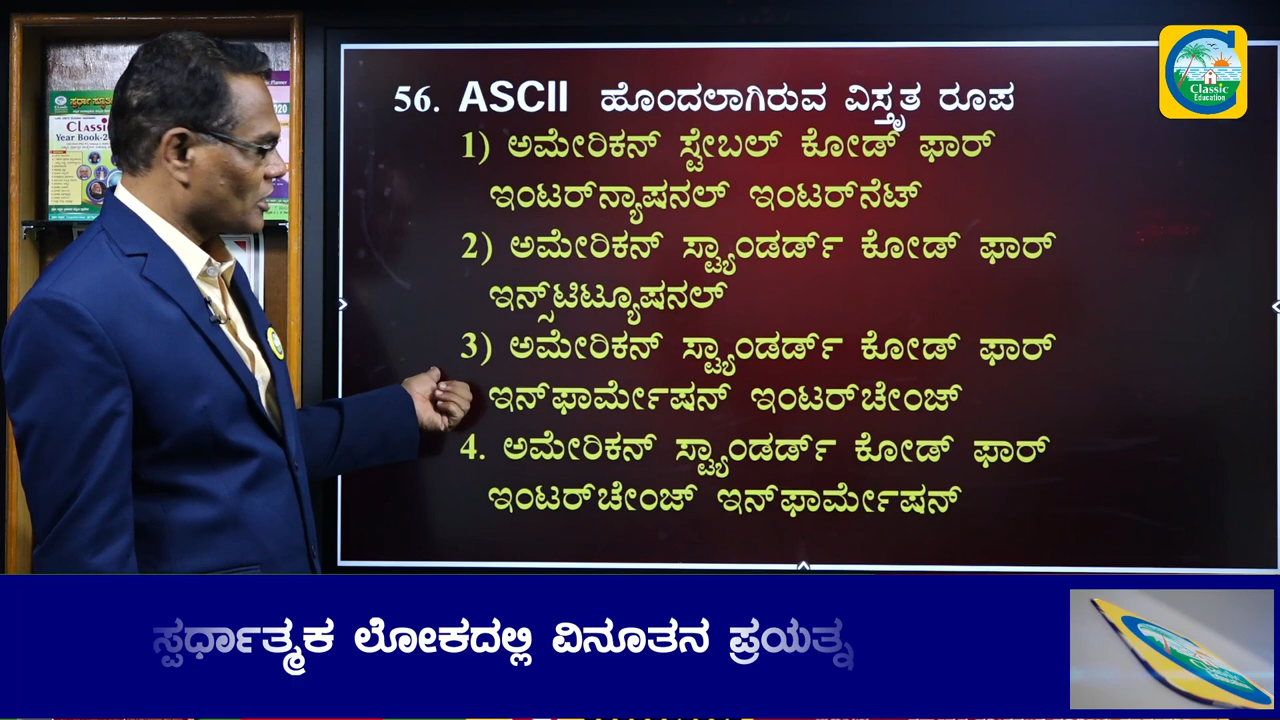 56. ASCII ಹೊಂದಲಾಗಿರುವ ವಿಸ್ತೃತ ರೂಪ
1) ಅಮೇರಿಕನ್ ಸ್ಟೇಬಲ್ ಕೋಡ್ ಫಾರ್
ಇಂಟರ್‌ನ್ಯಾಷನಲ್ ಇಂಟರ್‌ನೆಟ್
2) ಅಮೇರಿಕನ್ ಸ್ಟ್ಯಾಂಡರ್ಡ್ ಕೋಡ್ ಫಾರ್
ಇನ್ಸ್‌ಟಿಟ್ಯೂಷನಲ್
3) ಅಮೇರಿಕನ್ ಸ್ಟ್ಯಾಂಡರ್ಡ್ ಕೋಡ್ ಫಾರ್
ಇನ್‌ಫಾರ್ಮೇಷನ್ ಇಂಟರ್‌ಚೇಂಜ್
4. ಅಮೇರಿಕನ್ ಸ್ಟ್ಯಾಂಡರ್ಡ್ ಕೋಡ್ ಫಾರ್
ಇಂಟರ್‌ಚೇಂಜ್ ಇನ್‌ಫಾರ್ಮೇಷನ್
Classic
Education
Year Book-2
ಸ್ಪರ್ಧಾತ್ಮಕ ಲೋಕದಲ್ಲಿ ವಿನೂತನ ಪ್ರಯತ್ನ